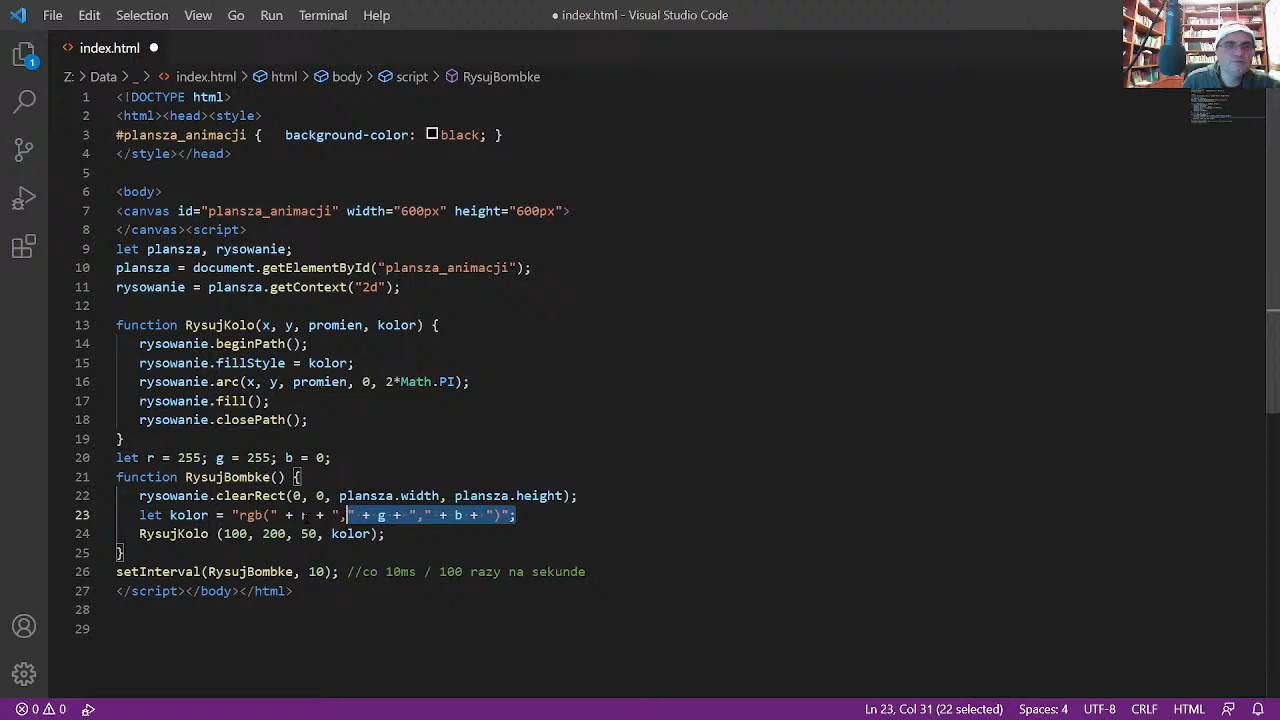 File Edit Selection View Go Run Terminal Help
● index.html - Visual Studio Code
index.html
Z: > Data > _ > index.html > html > body > script > RysujBombke
1
1 <!DOCTYPE html>
2 <html><head><style>
3 #plansza_animacji {   background-color: black; }
4 </style></head>
5
6 <body>
7 <canvas id="plansza_animacji" width="600px" height="600px">
8 </canvas><script>
9 let plansza, rysowanie;
10 plansza = document.getElementById("plansza_animacji");
11 rysowanie = plansza.getContext("2d");
12
13 function RysujKolo(x, y, promien, kolor) {
14    rysowanie.beginPath();
15    rysowanie.fillStyle = kolor;
16    rysowanie.arc(x, y, promien, 0, 2*Math.PI);
17    rysowanie.fill();
18    rysowanie.closePath();
19 }
20 let r = 255; g = 255; b = 0;
21 function RysujBombke() {
22    rysowanie.clearRect(0, 0, plansza.width, plansza.height);
23    let kolor = "rgb(" + r + "," + g + "," + b + ")";
24    RysujKolo (100, 200, 50, kolor);
25 }
26 setInterval(RysujBombke, 10); //co 10ms / 100 razy na sekunde
27 </script></body></html>
28
29
0 0 Ln 23, Col 31 (22 selected) Spaces: 4 UTF-8 CRLF HTML